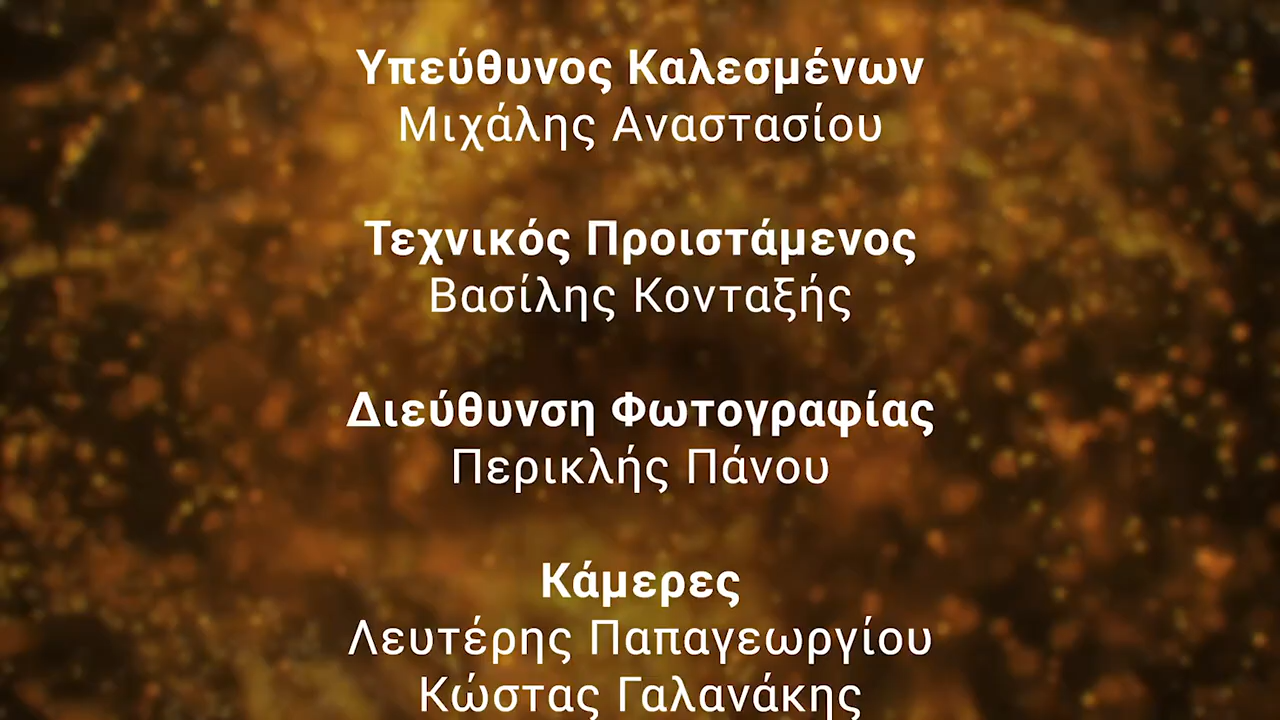 Υπεύθυνος Καλεσμένων
Μιχάλης Αναστασίου
Τεχνικός Προιστάμενος
Βασίλης Κονταξής
Διεύθυνση Φωτογραφίας
Περικλής Πάνου
Κάμερες
Λευτέρης Παπαγεωργίου
Κώστας Γαλανάκης